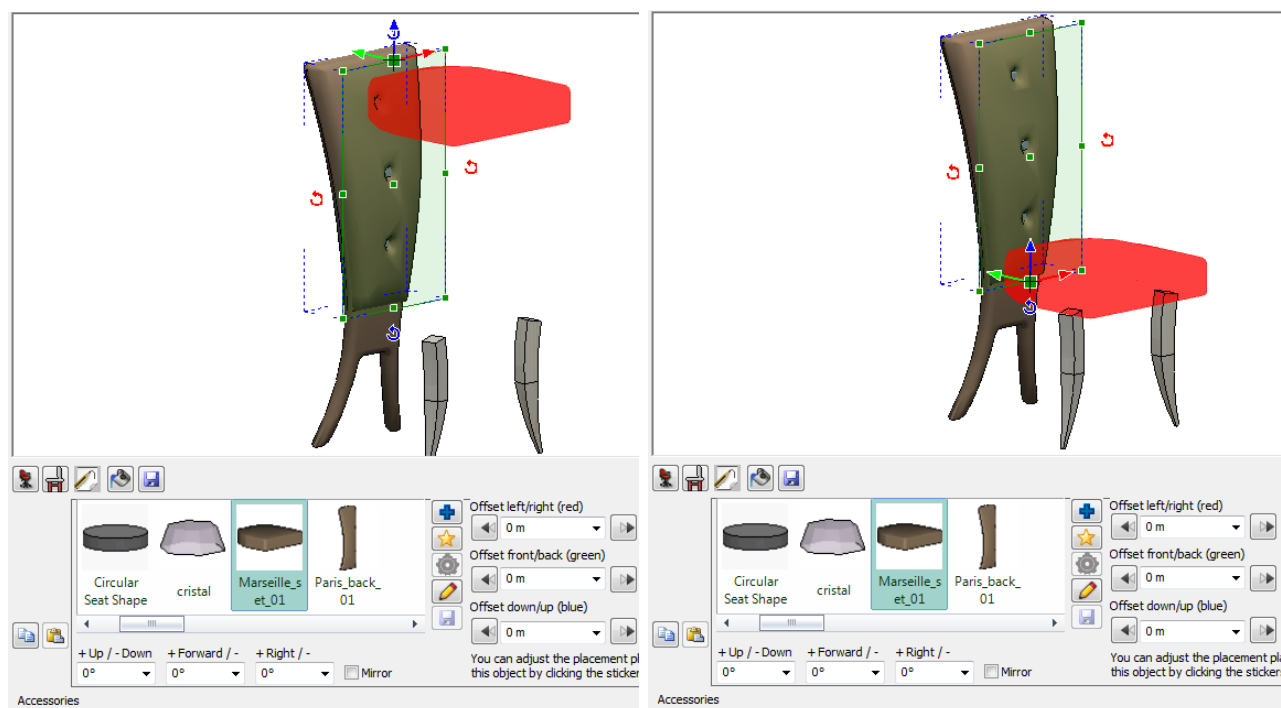 Circular
Seat Shape
cristal
Marseille_s
et_01
Paris_back_
01
Offset left/right (red)
0 m
Offset front/back (green)
0 m
Offset down/up (blue)
0 m
+ Up / - Down
+ Forward / -
+ Right / -
0°
0°
0°
Mirror
You can adjust the placement pl
this object by clicking the sticker
Accessories
Circular
Seat Shape
cristal
Marseille_s
et_01
Paris_back_
01
Offset left/right (red)
0 m
Offset front/back (green)
0 m
Offset down/up (blue)
0 m
+ Up / - Down
+ Forward / -
+ Right / -
0°
0°
0°
Mirror
You can adjust the placement pla
this object by clicking the sticker
Accessories